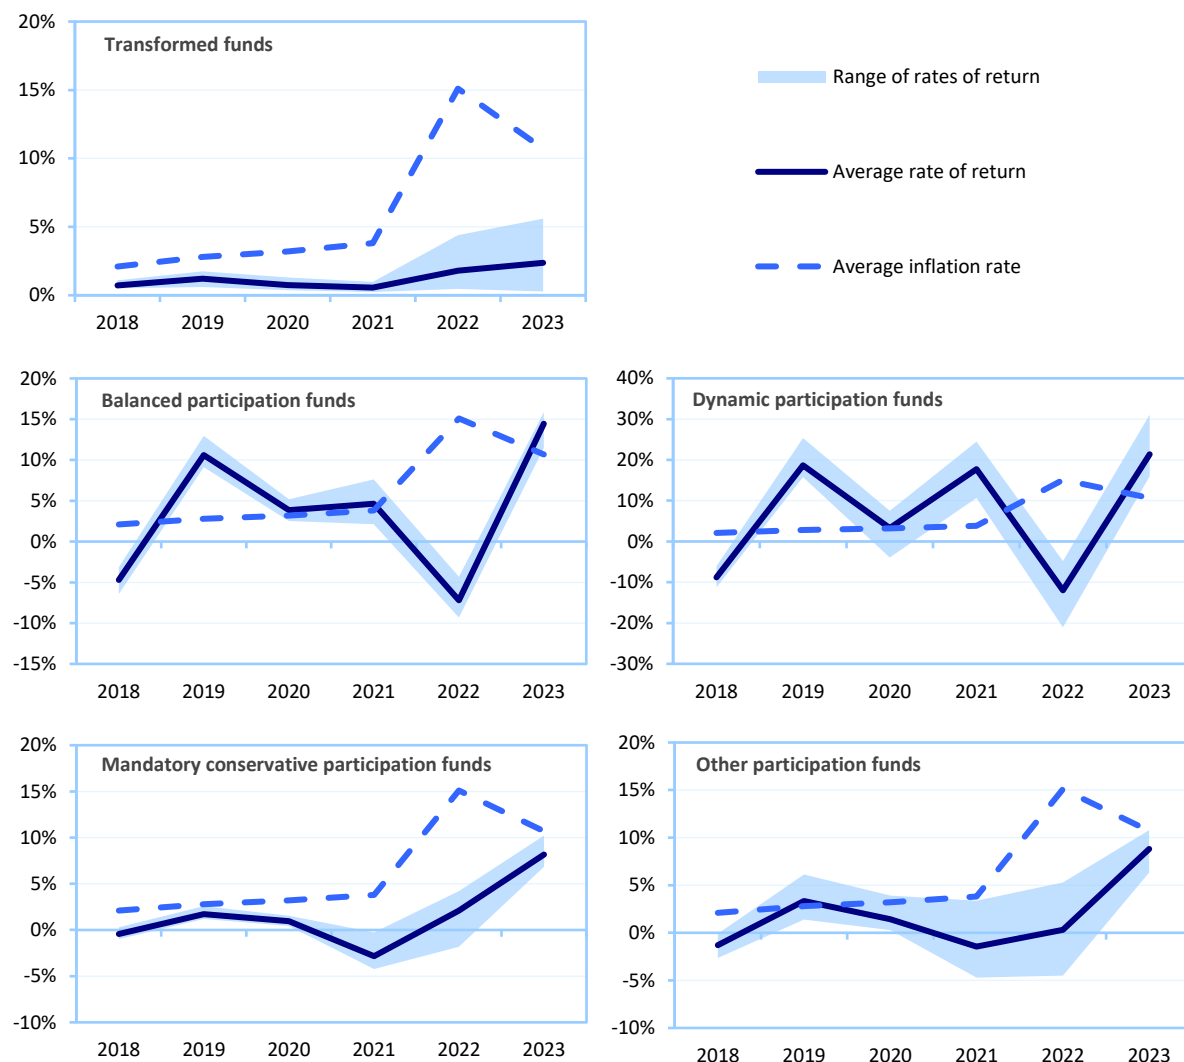 20%
Transformed funds
15%
10%
5%
0%
2018 2019 2020 2021 2022 2023
Range of rates of return
Average rate of return
Average inflation rate
20%
Balanced participation funds
15%
10%
5%
0%
-5%
-10%
-15%
2018 2019 2020 2021 2022 2023
40%
Dynamic participation funds
30%
20%
10%
0%
-10%
-20%
-30%
2018 2019 2020 2021 2022 2023
20%
Mandatory conservative participation funds
15%
10%
5%
0%
-5%
-10%
2018 2019 2020 2021 2022 2023
20%
Other participation funds
15%
10%
5%
0%
-5%
-10%
2018 2019 2020 2021 2022 2023